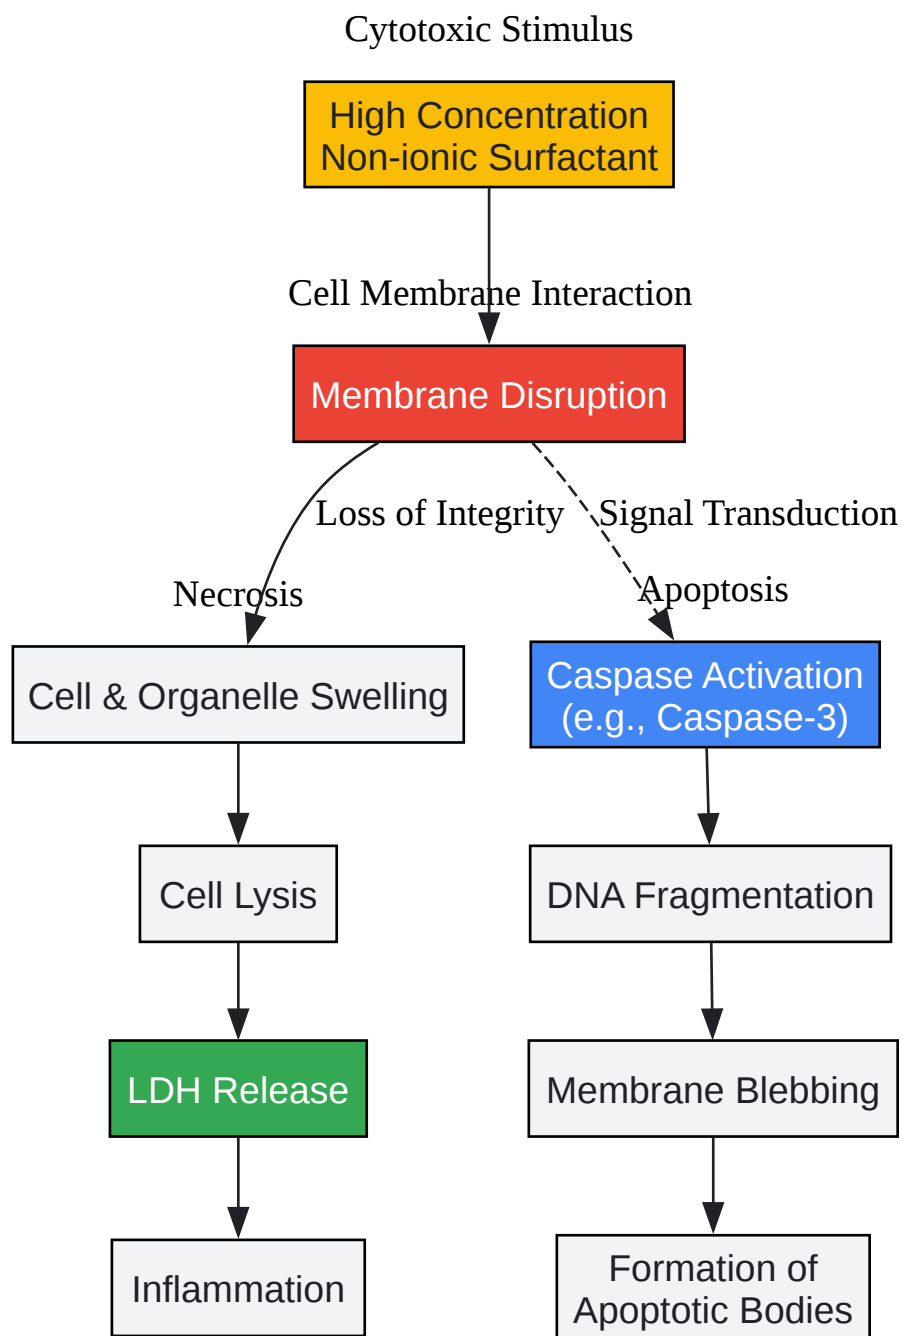 Cytotoxic Stimulus
High Concentration
Non-ionic Surfactant
Cell Membrane Interaction
Membrane Disruption
Loss of Integrity
Signal Transduction
Necrosis
Apoptosis
Cell & Organelle Swelling
Caspase Activation
(e.g., Caspase-3)
Cell Lysis
DNA Fragmentation
LDH Release
Membrane Blebbing
Inflammation
Formation of
Apoptotic Bodies